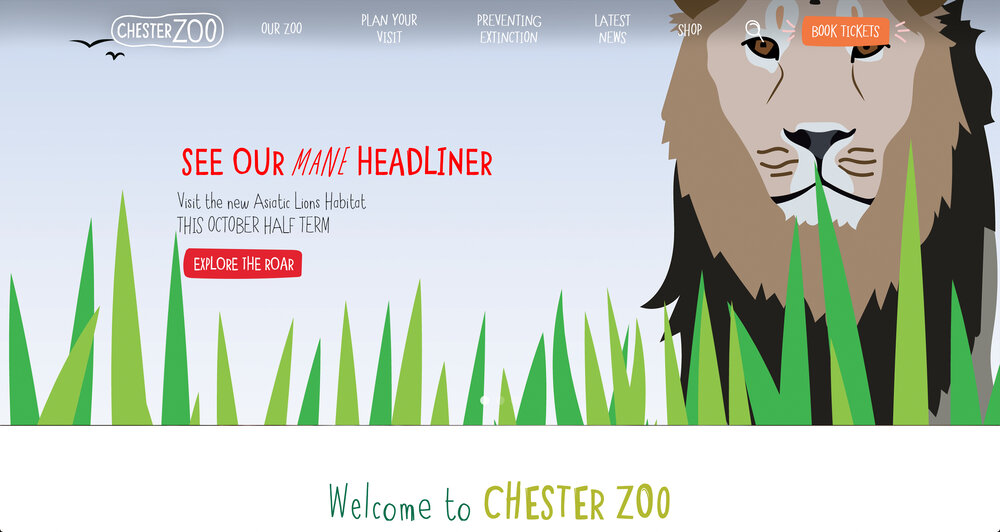 CHESTER ZOO
OUR ZOO
PLAN YOUR
VISIT
PREVENTING
EXTINCTION
LATEST
NEWS
SHOP
BOOK TICKETS
SEE OUR MANE HEADLINER
Visit the new Asiatic Lions Habitat
THIS OCTOBER HALF TERM
EXPLORE THE ROAR
Welcome to CHESTER ZOO